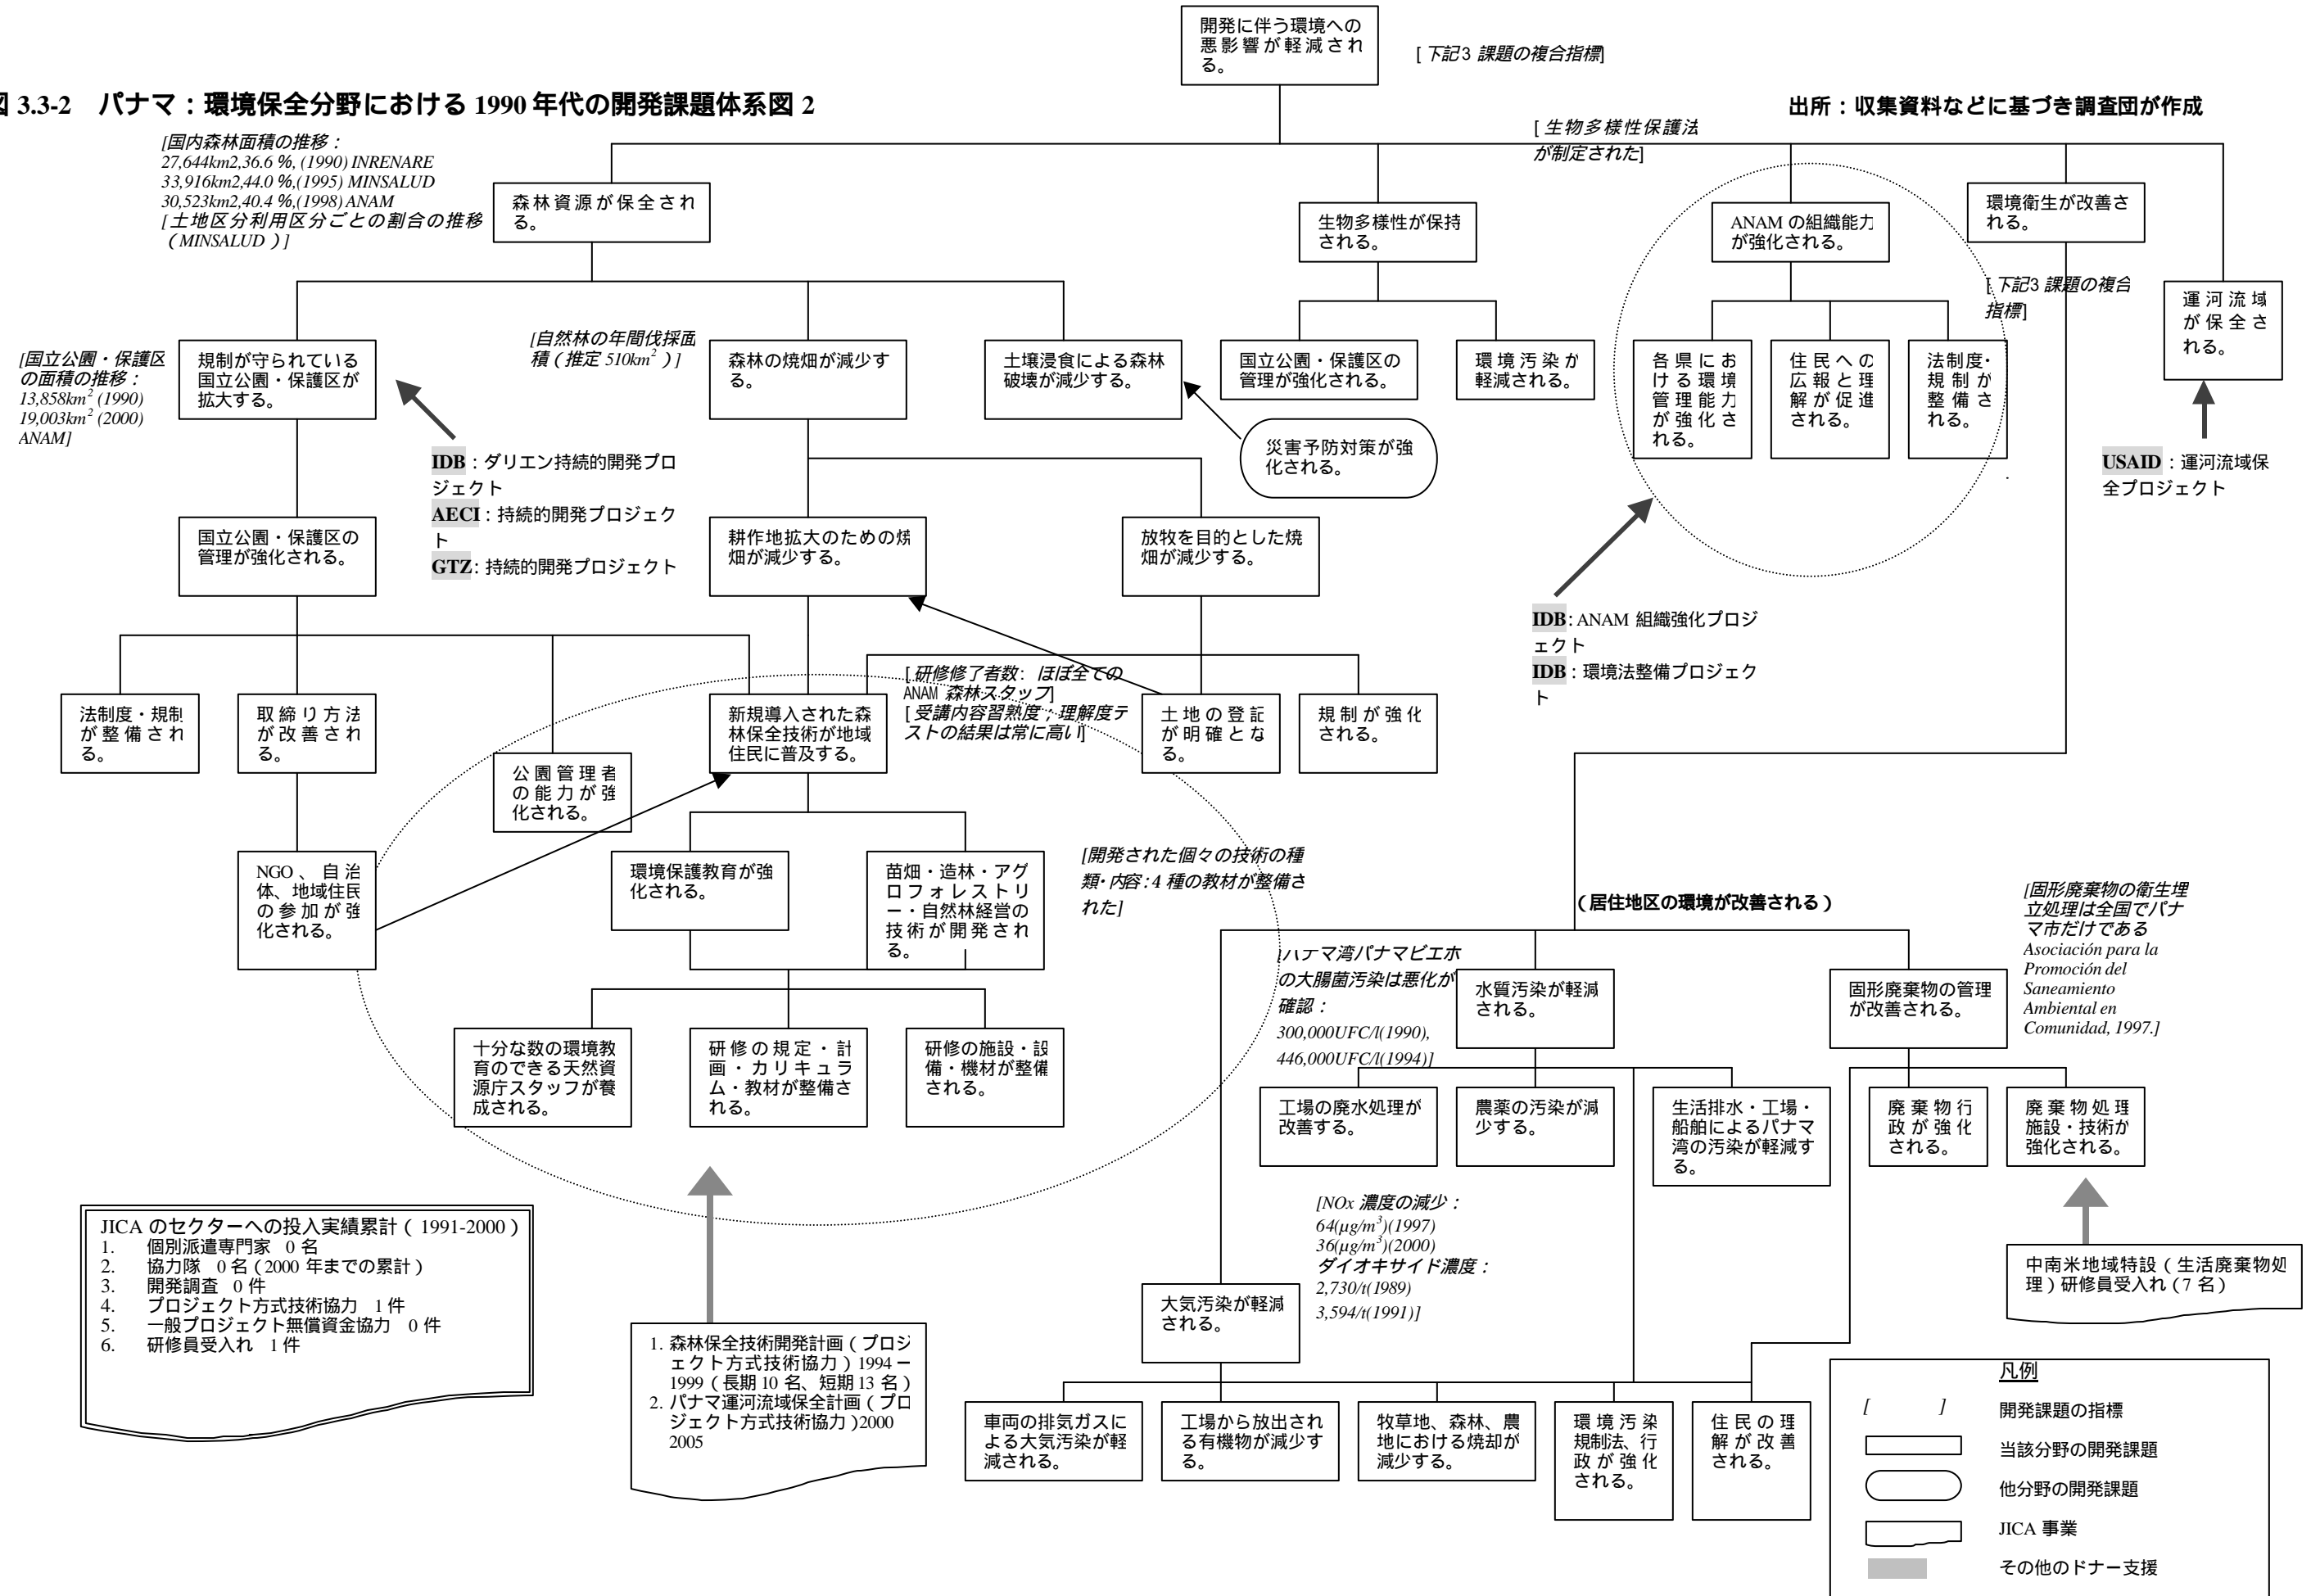 開発に伴う環境への
悪影響が軽減され
る。
[ 下記3 課題の複合指標]
図 3.3-2　パナマ：環境保全分野における 1990 年代の開発課題体系図 2
出所：収集資料などに基づき調査団が作成
[国内森林面積の推移：
27,644km2,36.6 %, (1990) INRENARE
33,916km2,44.0 %,(1995) MINSALUD
30,523km2,40.4 %,(1998) ANAM
[土地区分利用区分ごとの割合の推移
（MINSALUD）]
[ 生物多様性保護法
が制定された]
森林資源が保全され
る。
生物多様性が保持
される。
ANAM の組織能力
が強化される。
環境衛生が改善さ
れる。
[ 下記3 課題の複合
指標]
運河流域
が保全さ
れる。
[国立公園・保護区
の面積の推移：
13,858km2 (1990)
19,003km2 (2000)
ANAM]
規制が守られている
国立公園・保護区が
拡大する。
[自然林の年間伐採面
積（推定 510km2）]
森林の焼畑が減少す
る。
土壌浸食による森林
破壊が減少する。
国立公園・保護区の
管理が強化される。
環境汚染が
軽減される。
各県にお
ける環境
管理能力
が強化さ
れる。
住民への
広報と理
解が促進
される。
法制度・
規制が
整備さ
れる。
災害予防対策が強
化される。
IDB：ダリエン持続的開発プロ
ジェクト
AECI：持続的開発プロジェク
ト
GTZ：持続的開発プロジェクト
USAID：運河流域保
全プロジェクト
国立公園・保護区の
管理が強化される。
耕作地拡大のための焼
畑が減少する。
放牧を目的とした焼
畑が減少する。
IDB：ANAM 組織強化プロジ
ェクト
IDB：環境法整備プロジェク
ト
[ 研修修了者数： ほぼ全ての
ANAM 森林スタッフ]
[ 受講内容習熟度；理解度テ
ストの結果は常に高い]
法制度・規制
が整備され
る。
取締り方法
が改善され
る。
公園管理者
の能力が強
化される。
新規導入された森
林保全技術が地域
住民に普及する。
土地の登記
が明確とな
る。
規制が強化
される。
NGO、自治
体、地域住民
の参加が強
化される。
環境保護教育が強
化される。
苗畑・造林・アグ
ロフォレストリ
ー・自然林経営の
技術が開発され
る。
[開発された個々の技術の種
類・内容：4 種の教材が整備さ
れた]
（居住地区の環境が改善される）
[固形廃棄物の衛生埋
立処理は全国でパナ
マ市だけである
Asociación para la
Promoción del
Saneamiento
Ambiental en
Comunidad, 1997.]
[パナマ湾パナマビエホ
の大腸菌汚染は悪化が
確認：
300,000UFC/l(1990),
446,000UFC/l(1994)]
水質汚染が軽減
される。
固形廃棄物の管理
が改善される。
十分な数の環境教
育のできる天然資
源庁スタッフが養
成される。
研修の規定・計
画・カリキュラ
ム・教材が整備さ
れる。
研修の施設・設
備・機材が整備
される。
工場の廃水処理が
改善する。
農薬の汚染が減
少する。
生活排水・工場・
船舶によるパナマ
湾の汚染が軽減す
る。
廃棄物行
政が強化
される。
廃棄物処理
施設・技術が
強化される。
[NOx 濃度の減少：
64(μg/m3)(1997)
36(μg/m3)(2000)
ダイオキサイド濃度：
2,730/t(1989)
3,594/t(1991)]
JICA のセクターへの投入実績累計（1991-2000）
1.　個別派遣専門家　0 名
2.　協力隊　0 名（2000 年までの累計）
3.　開発調査　0 件
4.　プロジェクト方式技術協力　1 件
5.　一般プロジェクト無償資金協力　0 件
6.　研修員受入れ　1 件
中南米地域特設（生活廃棄物処
理）研修員受入れ（7 名）
大気汚染が軽減
される。
1. 森林保全技術開発計画（プロジ
ェクト方式技術協力）1994－
1999（長期 10 名、短期 13 名）
2. パナマ運河流域保全計画（プロ
ジェクト方式技術協力）2000
2005
車両の排気ガスに
よる大気汚染が軽
減される。
工場から放出され
る有機物が減少す
る。
牧草地、森林、農
地における焼却が
減少する。
環境汚染
規制法、行
政が強化
される。
住民の理
解が改善
される。
凡例
[　　　] 開発課題の指標
当該分野の開発課題
他分野の開発課題
JICA 事業
その他のドナー支援